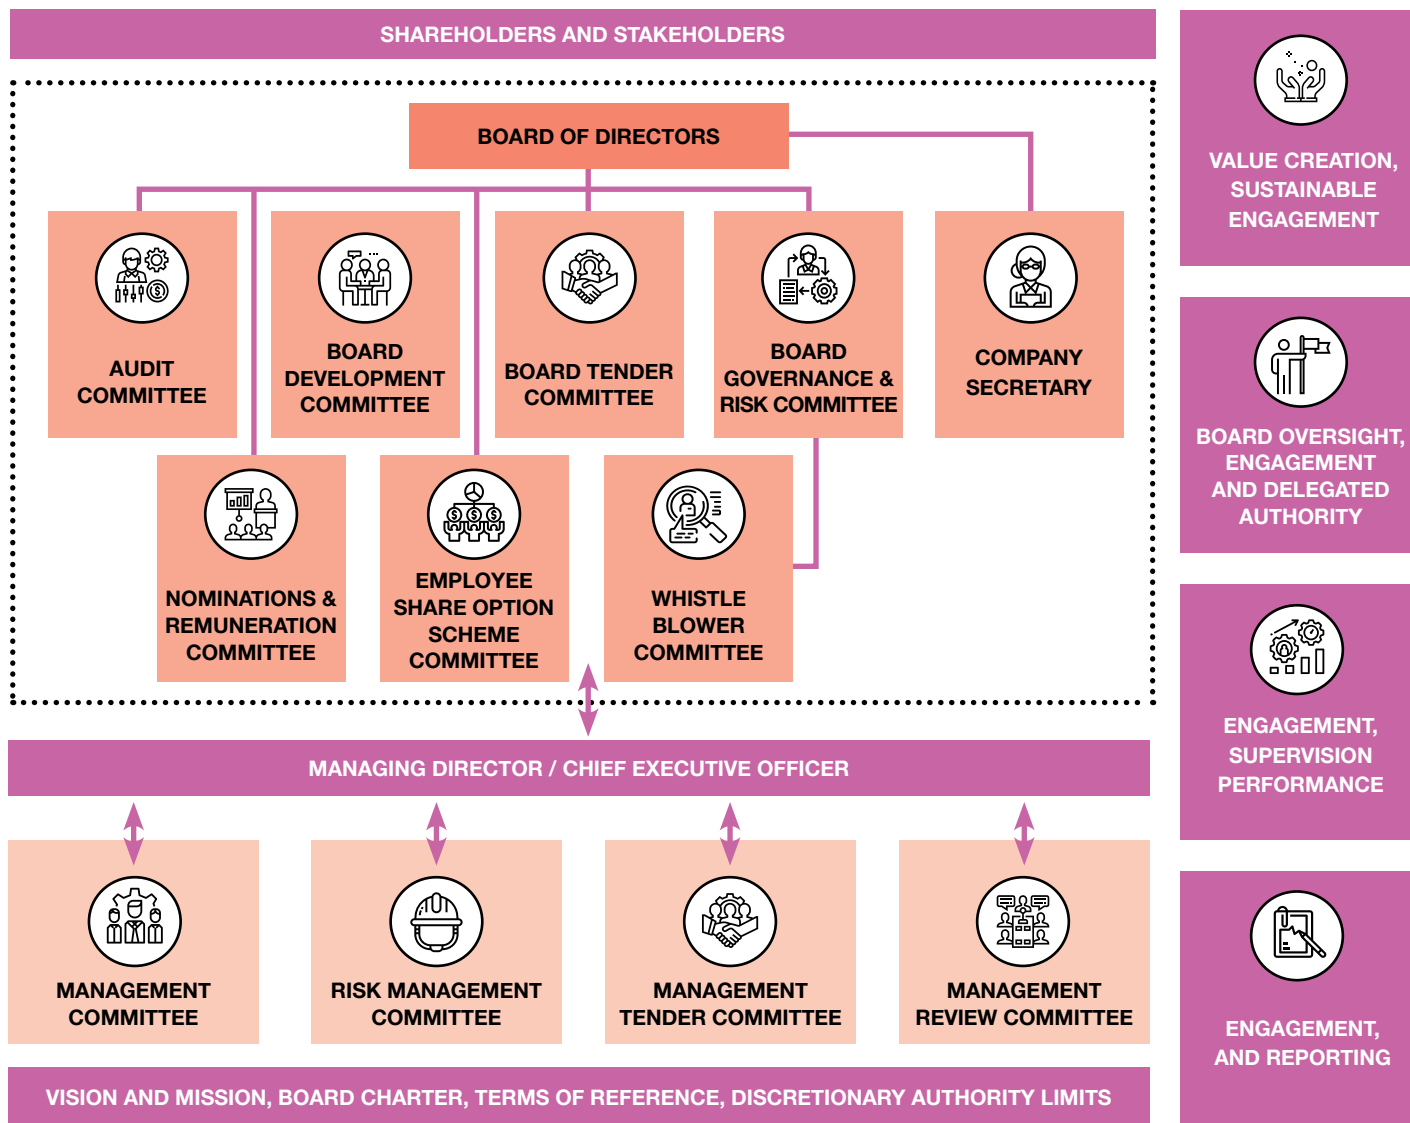 SHAREHOLDERS AND STAKEHOLDERS
BOARD OF DIRECTORS
AUDIT
COMMITTEE
BOARD
DEVELOPMENT
COMMITTEE
BOARD TENDER
COMMITTEE
BOARD
GOVERNANCE &
RISK COMMITTEE
COMPANY
SECRETARY
NOMINATIONS &
REMUNERATION
COMMITTEE
EMPLOYEE
SHARE OPTION
SCHEME
COMMITTEE
WHISTLE
BLOWER
COMMITTEE
MANAGING DIRECTOR / CHIEF EXECUTIVE OFFICER
MANAGEMENT
COMMITTEE
RISK MANAGEMENT
COMMITTEE
MANAGEMENT
TENDER COMMITTEE
MANAGEMENT
REVIEW COMMITTEE
VISION AND MISSION, BOARD CHARTER, TERMS OF REFERENCE, DISCRETIONARY AUTHORITY LIMITS
VALUE CREATION,
SUSTAINABLE
ENGAGEMENT
BOARD OVERSIGHT,
ENGAGEMENT
AND DELEGATED
AUTHORITY
ENGAGEMENT,
SUPERVISION
PERFORMANCE
ENGAGEMENT,
AND REPORTING